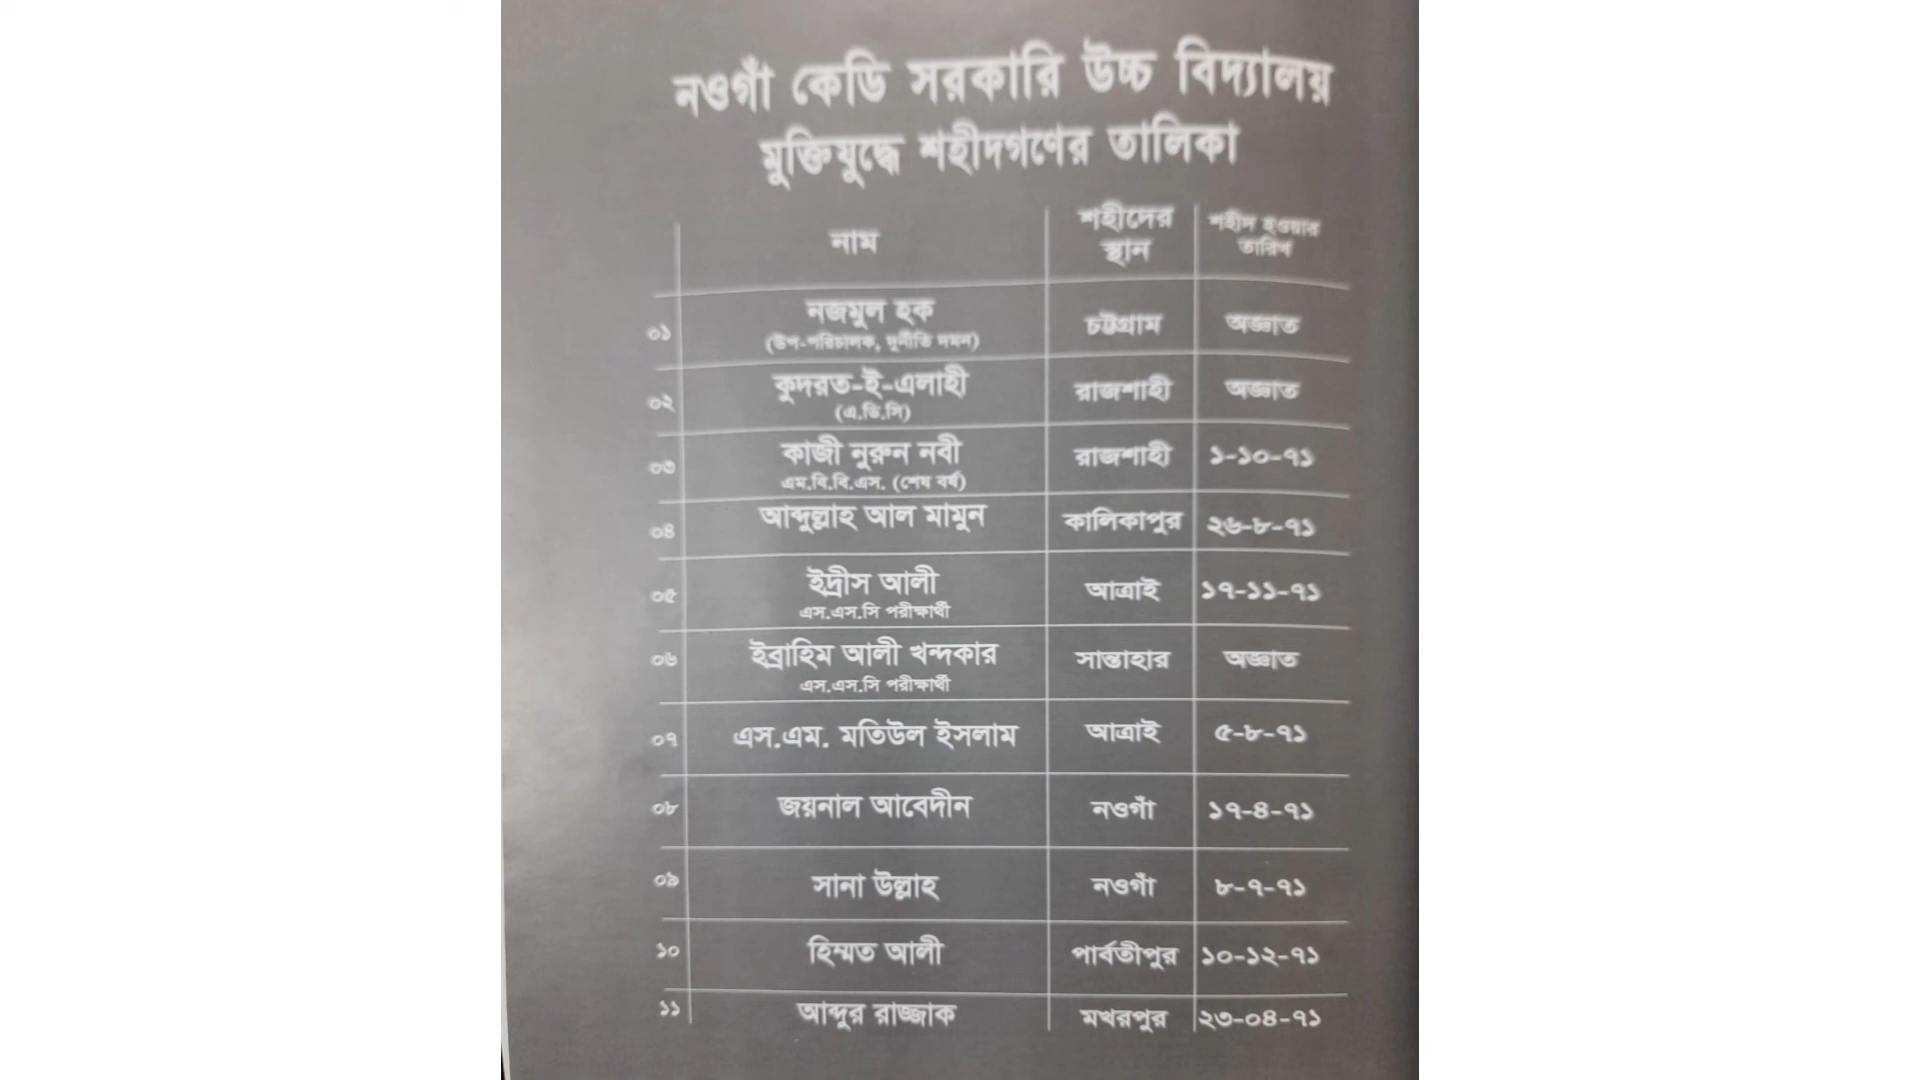 নওগাঁ কেডি সরকারি উচ্চ বিদ্যালয়
মুক্তিযুদ্ধে শহীদগণের তালিকা
নাম শহীদের স্থান শহীদ হওয়ার তারিখ
০১ নজমুল হক চট্টগ্রাম অজ্ঞাত
(উপ-পরিচালক, দুর্নীতি দমন)
০২ কুদরত-ই-এলাহী রাজশাহী অজ্ঞাত
(এ.ডি.সি)
০৩ কাজী নুরুন নবী রাজশাহী ১-১০-৭১
এম.বি.বি.এস. (শেষ বর্ষ)
০৪ আব্দুল্লাহ আল মামুন কালিকাপুর ২৬-৮-৭১
০৫ ইদ্রীস আলী আত্রাই ১৭-১১-৭১
এস.এস.সি পরীক্ষার্থী
০৬ ইব্রাহিম আলী খন্দকার সান্তাহার অজ্ঞাত
এস.এস.সি পরীক্ষার্থী
০৭ এস.এম. মতিউল ইসলাম আত্রাই ৫-৮-৭১
০৮ জয়নাল আবেদীন নওগাঁ ১৭-৪-৭১
০৯ সানা উল্লাহ নওগাঁ ৮-৭-৭১
১০ হিম্মত আলী পার্বতীপুর ১০-১২-৭১
১১ আব্দুর রাজ্জাক মখরপুর ২৩-০৪-৭১